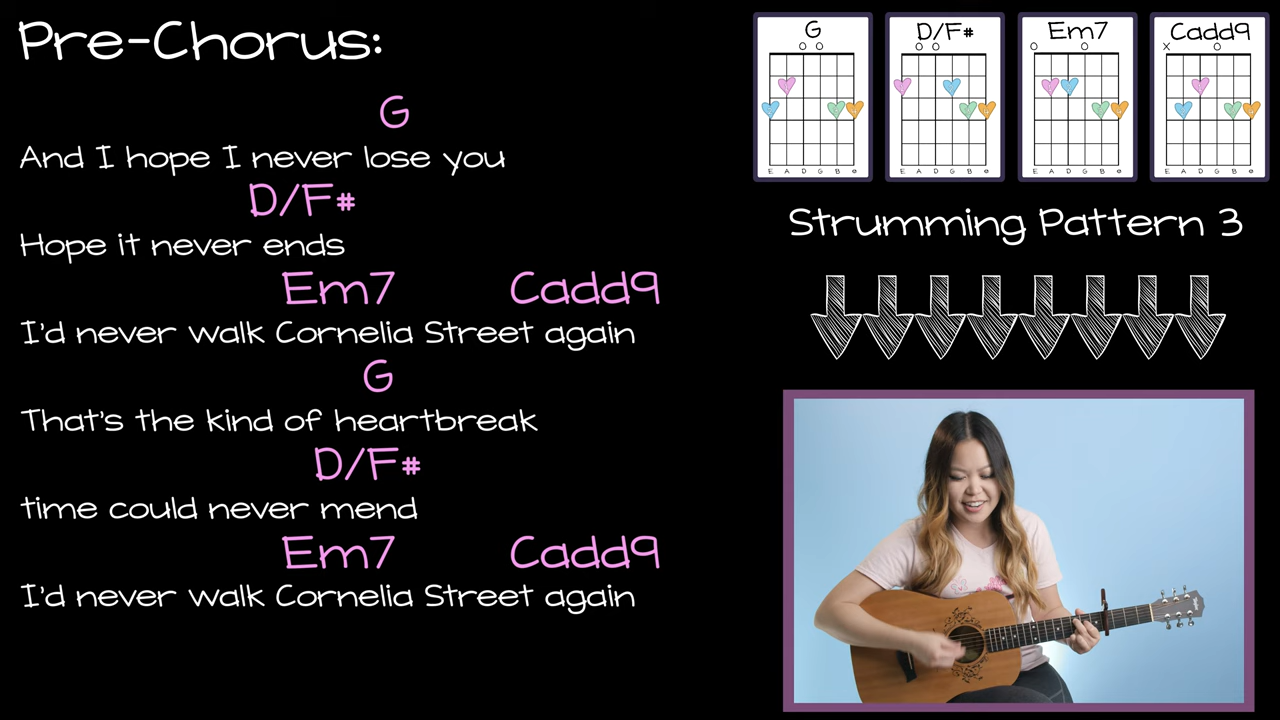 Pre-Chorus:
G
And I hope I never lose you
D/F#
Hope it never ends
Em7 Cadd9
I'd never walk Cornelia Street again
G
That's the kind of heartbreak
D/F#
time could never mend
Em7 Cadd9
I'd never walk Cornelia Street again
G D/F# Em7 Cadd9
O O O O O O X O
E A D G B e E A D G B e E A D G B e E A D G B e
Strumming Pattern 3